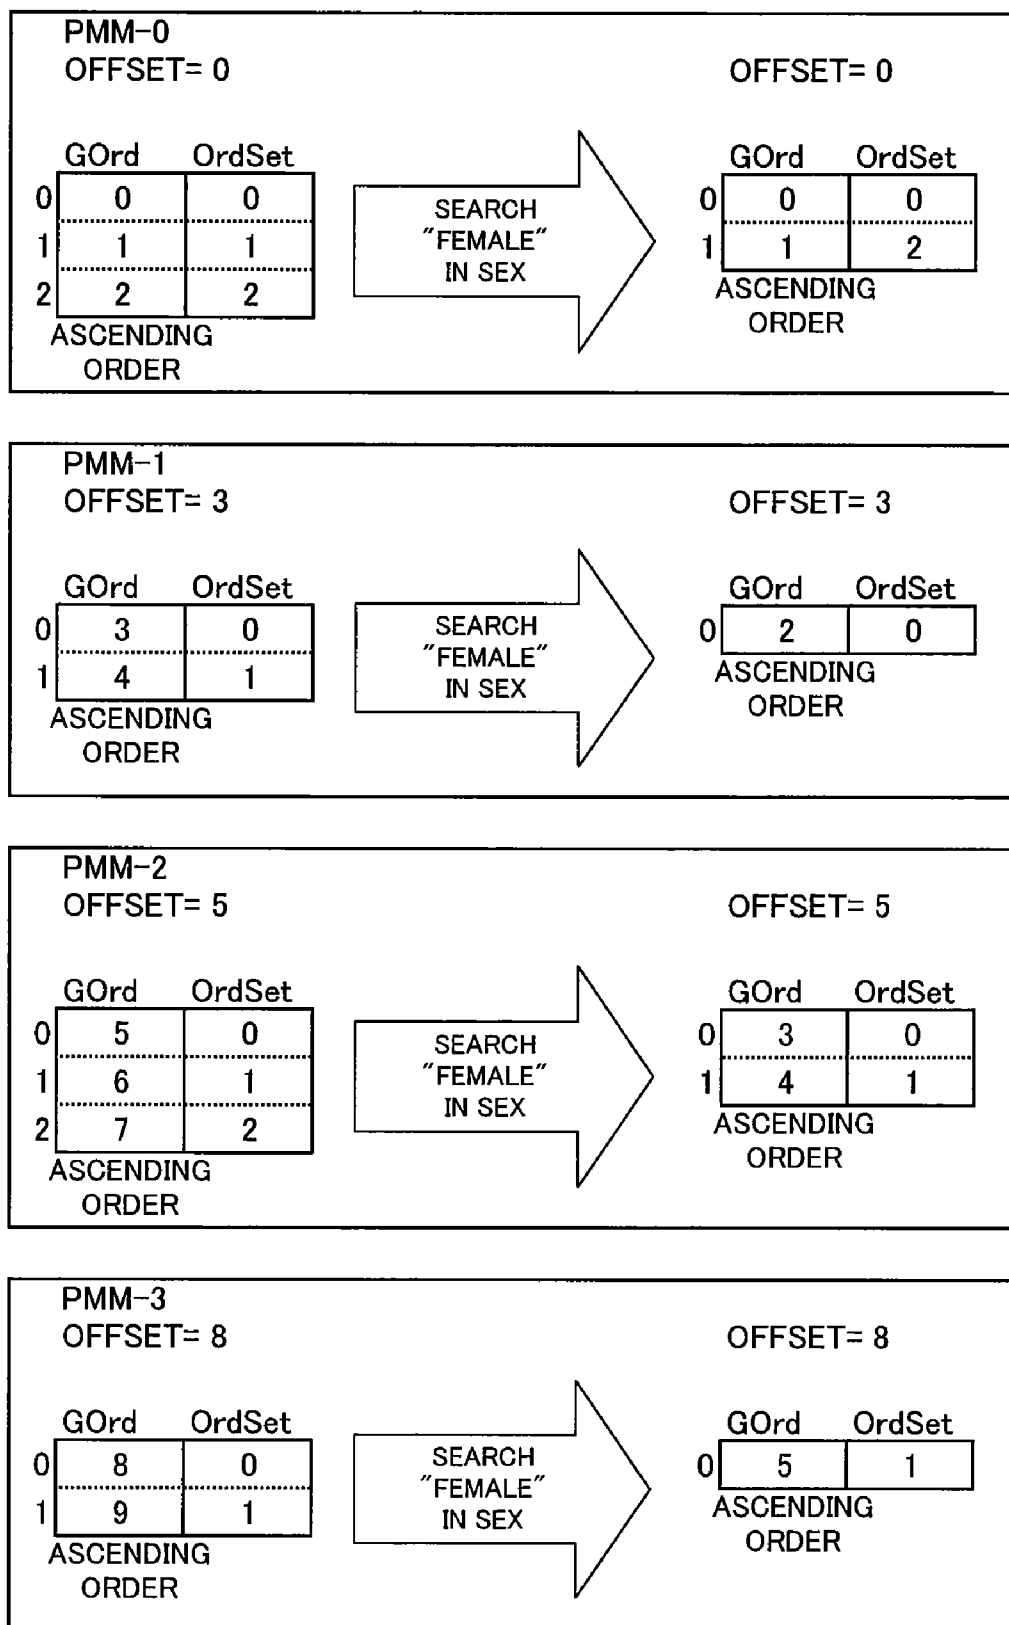 PMM-0
OFFSET= 0
OFFSET= 0
GOrd OrdSet
0 0 0
1 1 1
2 2 2
ASCENDING
ORDER
SEARCH
"FEMALE"
IN SEX
GOrd OrdSet
0 0 0
1 1 2
ASCENDING
ORDER
PMM-1
OFFSET= 3
OFFSET= 3
GOrd OrdSet
0 3 0
1 4 1
ASCENDING
ORDER
SEARCH
"FEMALE"
IN SEX
GOrd OrdSet
0 2 0
ASCENDING
ORDER
PMM-2
OFFSET= 5
OFFSET= 5
GOrd OrdSet
0 5 0
1 6 1
2 7 2
ASCENDING
ORDER
SEARCH
"FEMALE"
IN SEX
GOrd OrdSet
0 3 0
1 4 1
ASCENDING
ORDER
PMM-3
OFFSET= 8
OFFSET= 8
GOrd OrdSet
0 8 0
1 9 1
ASCENDING
ORDER
SEARCH
"FEMALE"
IN SEX
GOrd OrdSet
0 5 1
ASCENDING
ORDER